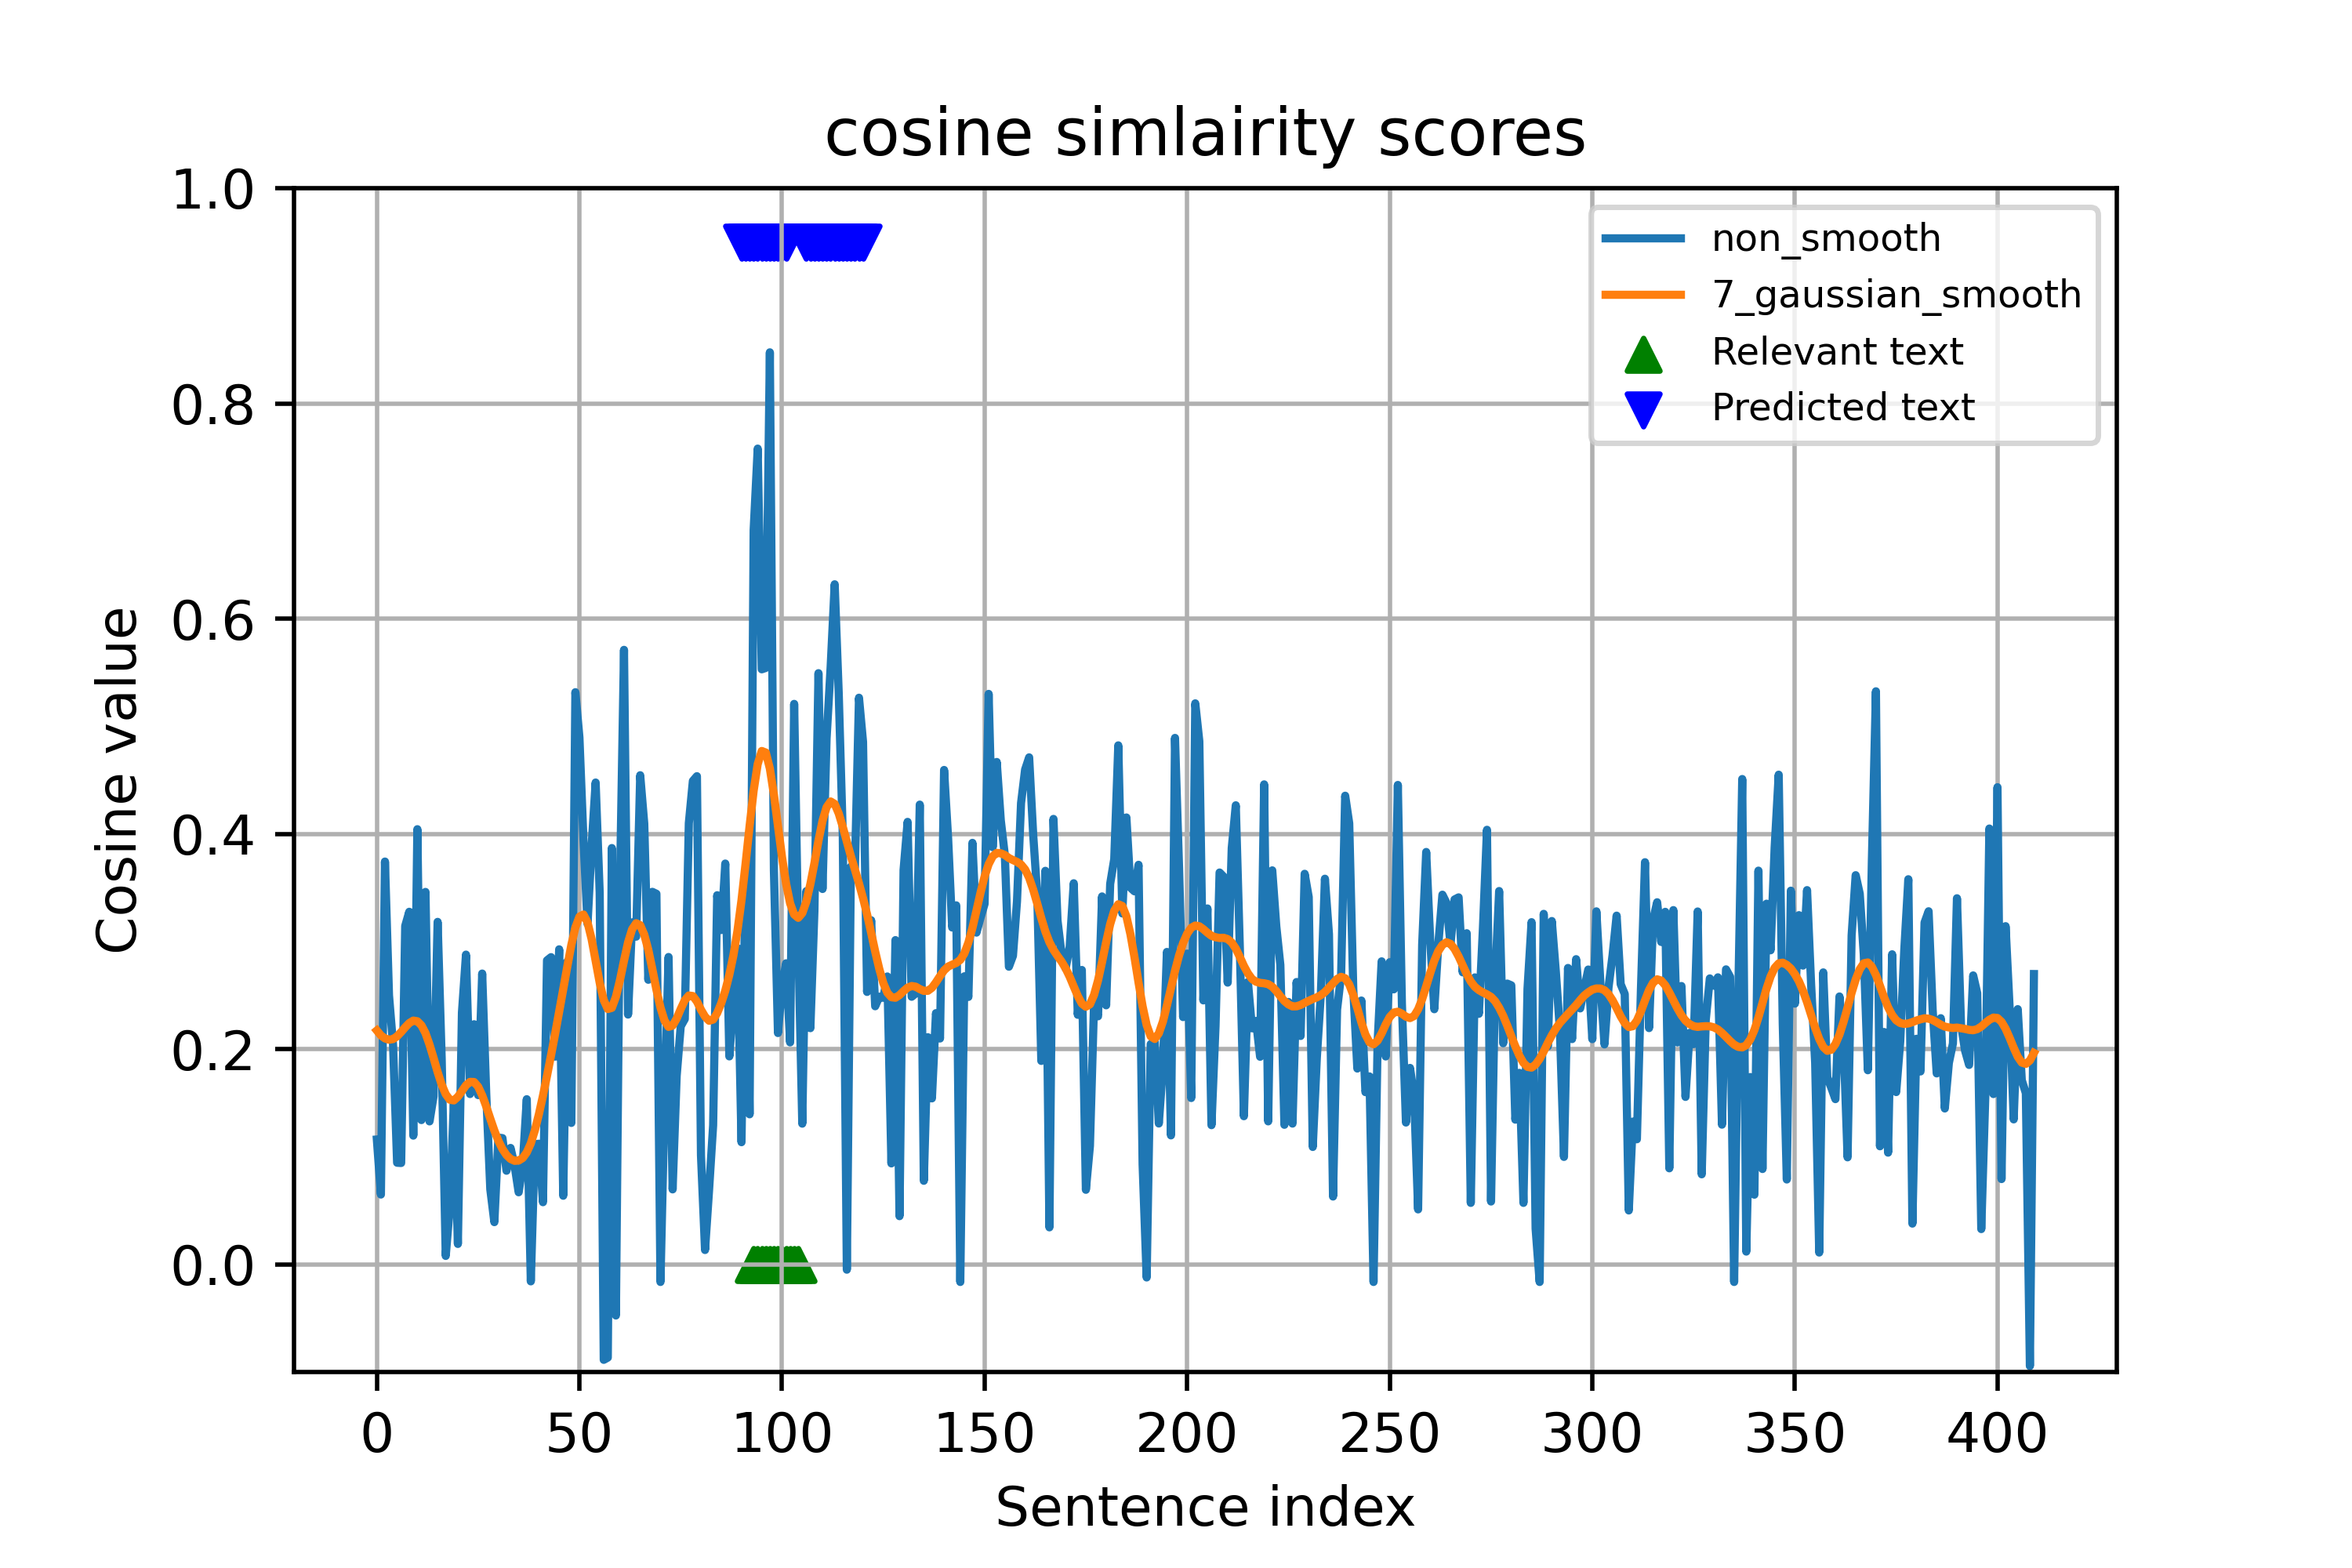 cosine simlairity scores
1.0
0.8
0.6
0.4
0.2
0.0
Cosine value
non_smooth
7_gaussian_smooth
Relevant text
Predicted text
0 50 100 150 200 250 300 350 400
Sentence index